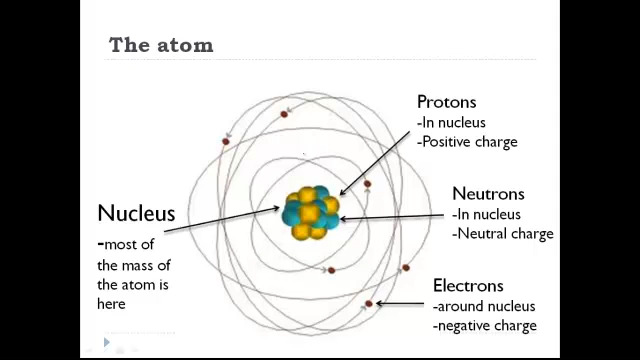 The atom
Protons
-In nucleus
-Positive charge
Neutrons
-In nucleus
-Neutral charge
Nucleus
-most of
the mass of
the atom is
here
Electrons
-around nucleus
-negative charge